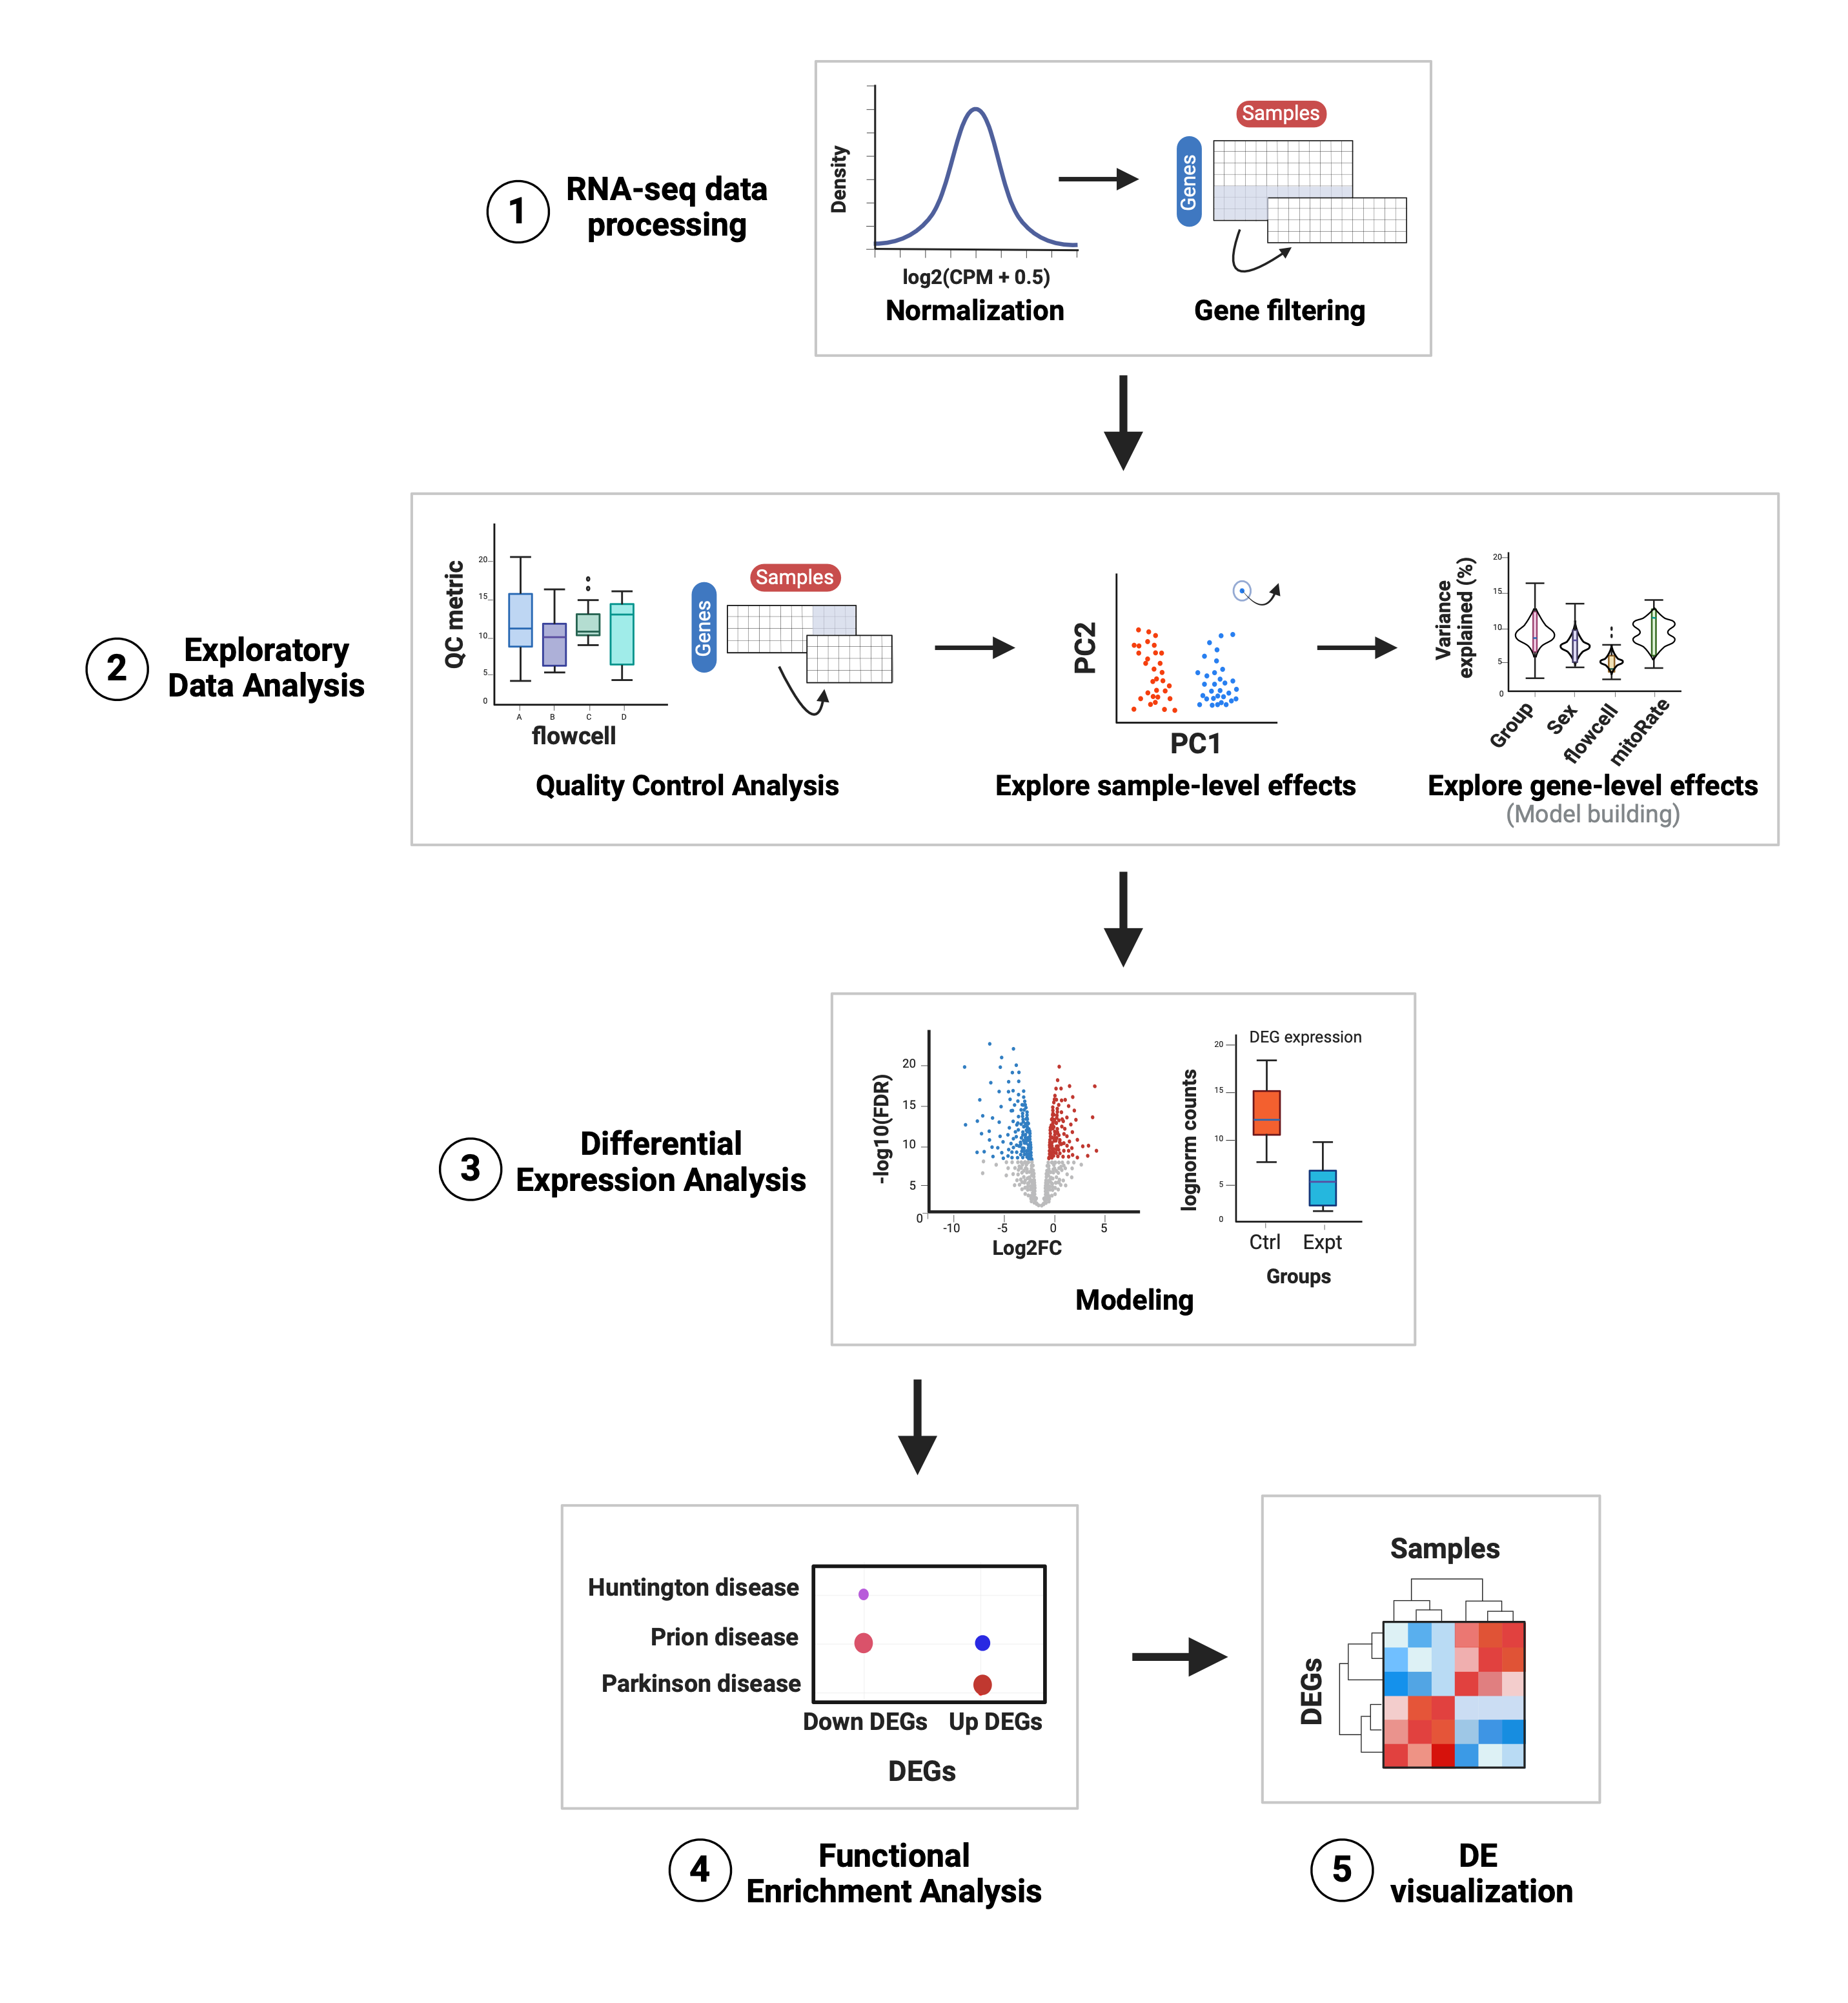 1
RNA-seq data
processing
Density
log2(CPM + 0.5)
Normalization
Samples
Genes
Gene filtering
2
Exploratory
Data Analysis
QC metric
20
15
10
5
0
A B C D
flowcell
Samples
Genes
Quality Control Analysis
PC2
PC1
Explore sample-level effects
Variance
explained (%)
20
15
10
5
0
Group
Sex
flowcell
mitoRate
Explore gene-level effects
(Model building)
3
Differential
Expression Analysis
-log10(FDR)
20
15
10
5
0
-10 -5 0 5
Log2FC
DEG expression
lognorm counts
20
15
10
5
0
Ctrl Expt
Groups
Modeling
Huntington disease
Prion disease
Parkinson disease
Down DEGs Up DEGs
DEGs
4
Functional
Enrichment Analysis
Samples
DEGs
5
DE
visualization